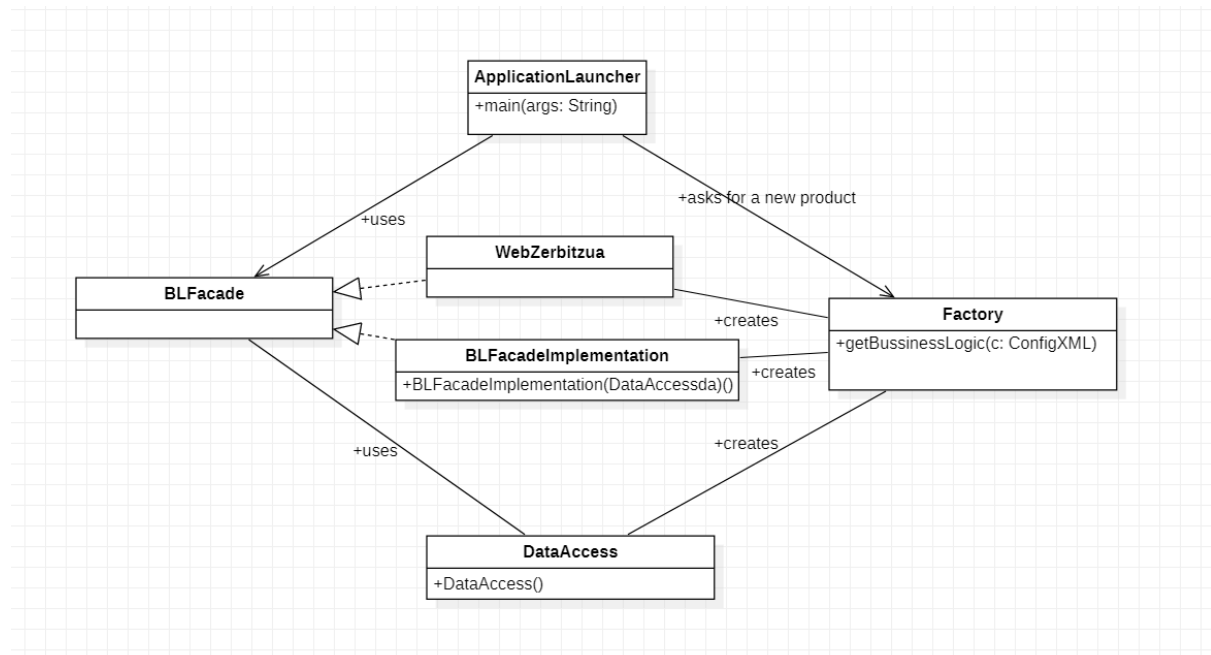 ApplicationLauncher
+main(args: String)
+asks for a new product
+uses
WebZerbitzua
BLFacade
Factory
+creates
+getBussinessLogic(c: ConfigXML)
BLFacadeImplementation
+creates
+BLFacadeImplementation(DataAccessda)()
+creates
+uses
DataAccess
+DataAccess()